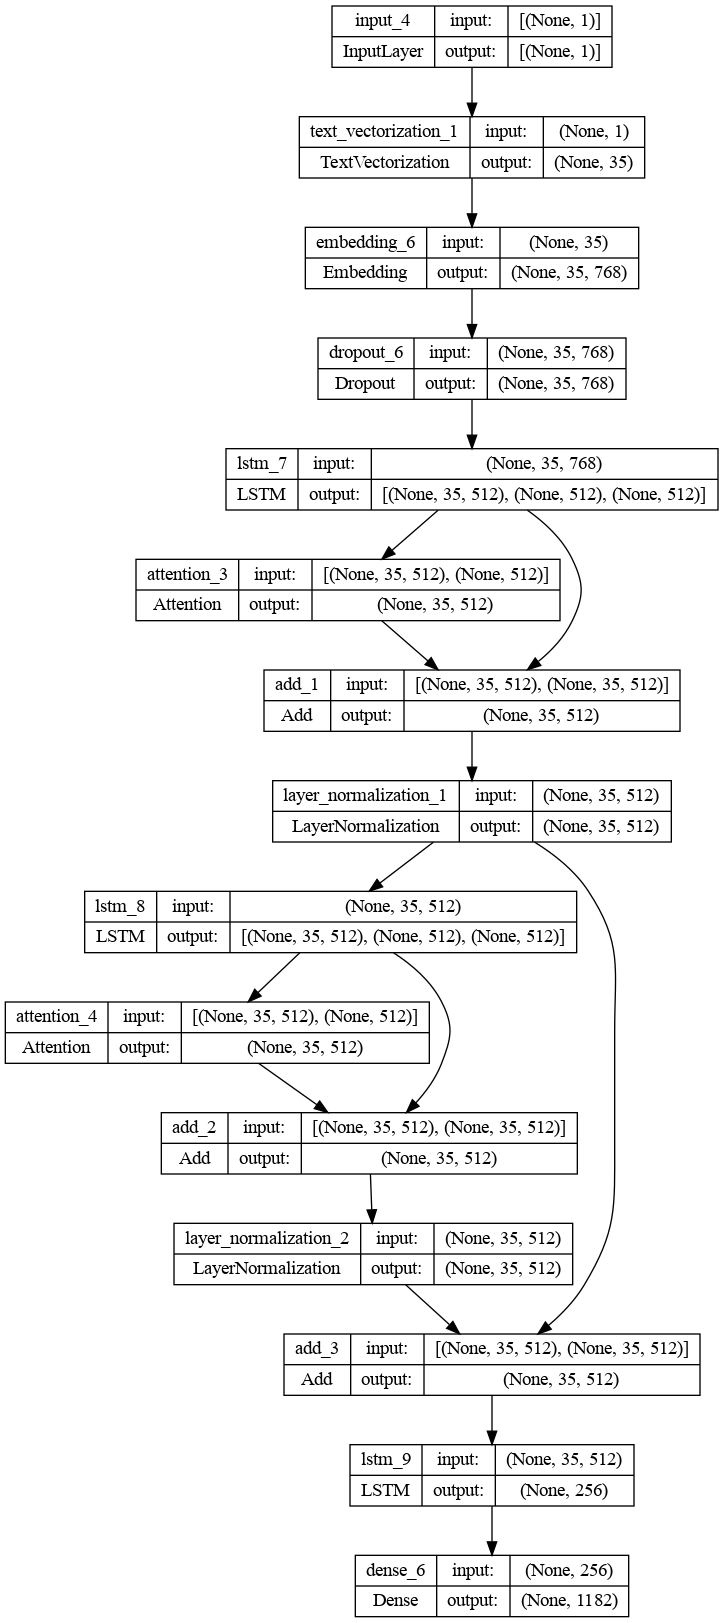 input_4 input: [(None, 1)]
InputLayer output: [(None, 1)]
text_vectorization_1 input: (None, 1)
TextVectorization output: (None, 35)
embedding_6 input: (None, 35)
Embedding output: (None, 35, 768)
dropout_6 input: (None, 35, 768)
Dropout output: (None, 35, 768)
lstm_7 input: (None, 35, 768)
LSTM output: [(None, 35, 512), (None, 512), (None, 512)]
attention_3 input: [(None, 35, 512), (None, 512)]
Attention output: (None, 35, 512)
add_1 input: [(None, 35, 512), (None, 35, 512)]
Add output: (None, 35, 512)
layer_normalization_1 input: (None, 35, 512)
LayerNormalization output: (None, 35, 512)
lstm_8 input: (None, 35, 512)
LSTM output: [(None, 35, 512), (None, 512), (None, 512)]
attention_4 input: [(None, 35, 512), (None, 512)]
Attention output: (None, 35, 512)
add_2 input: [(None, 35, 512), (None, 35, 512)]
Add output: (None, 35, 512)
layer_normalization_2 input: (None, 35, 512)
LayerNormalization output: (None, 35, 512)
add_3 input: [(None, 35, 512), (None, 35, 512)]
Add output: (None, 35, 512)
lstm_9 input: (None, 35, 512)
LSTM output: (None, 256)
dense_6 input: (None, 256)
Dense output: (None, 1182)